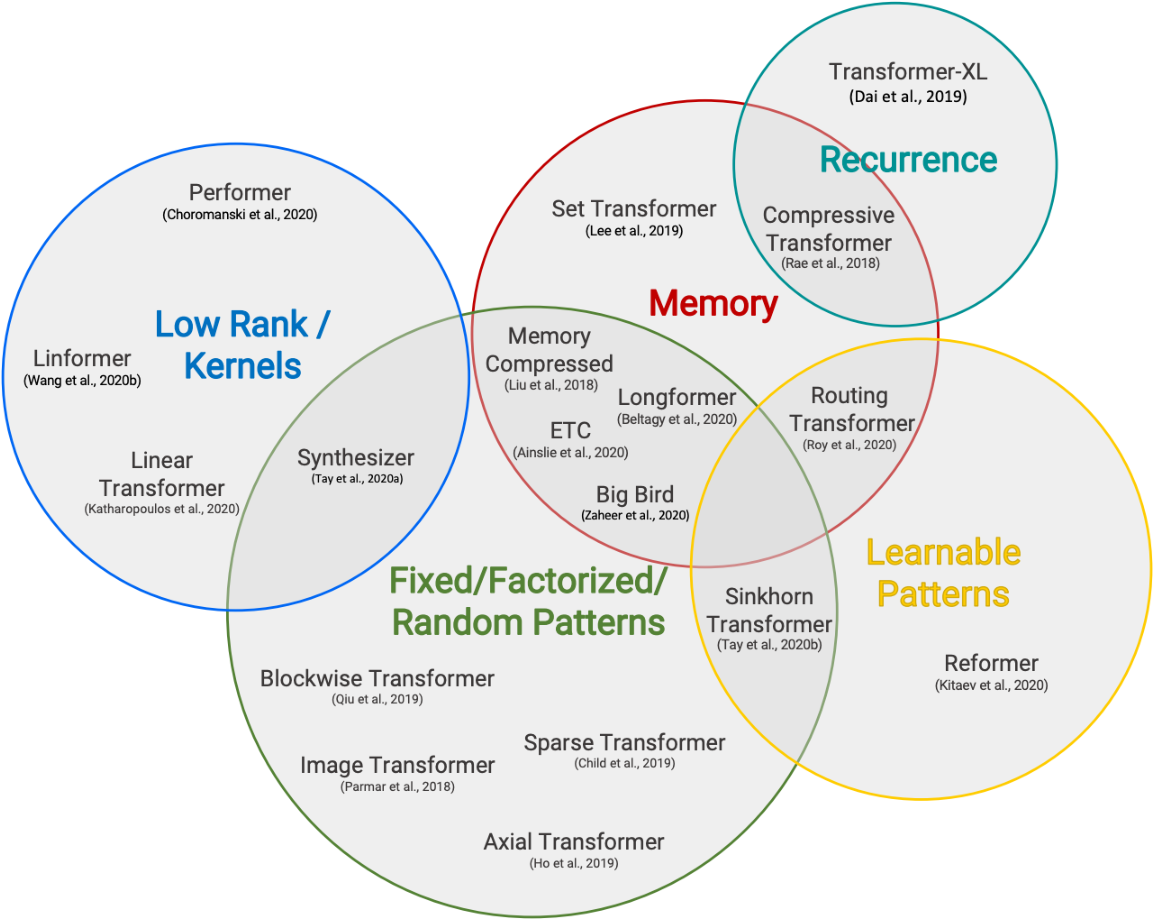 Transformer-XL
(Dai et al., 2019)
Recurrence
Compressive
Transformer
(Rae et al., 2018)
Set Transformer
(Lee et al., 2019)
Memory
Performer
(Choromanski et al., 2020)
Low Rank /
Kernels
Linformer
(Wang et al., 2020b)
Linear
Transformer
(Katharopoulos et al., 2020)
Synthesizer
(Tay et al., 2020a)
Memory
Compressed
(Liu et al., 2018)
Longformer
(Beltagy et al., 2020)
ETC
(Ainslie et al., 2020)
Big Bird
(Zaheer et al., 2020)
Routing
Transformer
(Roy et al., 2020)
Learnable
Patterns
Fixed/Factorized/
Random Patterns
Sinkhorn
Transformer
(Tay et al., 2020b)
Reformer
(Kitaev et al., 2020)
Blockwise Transformer
(Qiu et al., 2019)
Sparse Transformer
(Child et al., 2019)
Image Transformer
(Parmar et al., 2018)
Axial Transformer
(Ho et al., 2019)